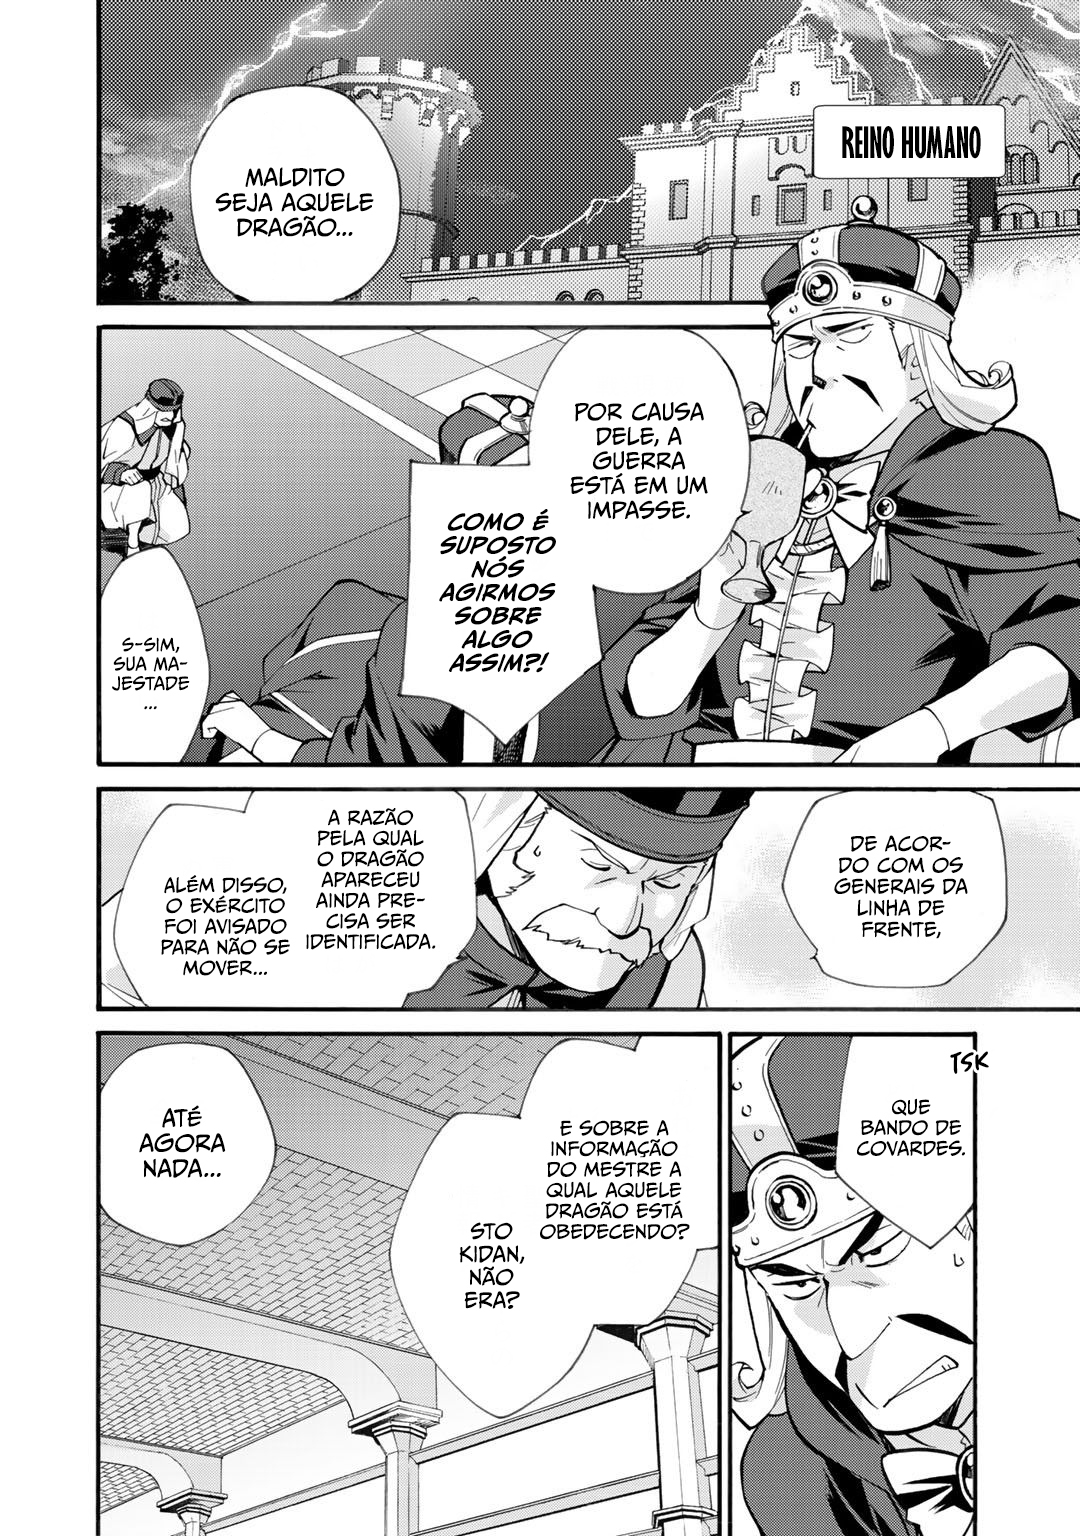 REINO HUMANO
MALDITO
SEJA AQUELE
DRAGÃO...
POR CAUSA
DELE, A
GUERRA
ESTÁ EM UM
IMPASSE.
COMO É
SUPOSTO
NÓS
AGIRMOS
SOBRE
ALGO
ASSIM?!
S-SIM,
SUA MA-
JESTADE
...
DE ACOR-
DO COM OS
GENERAIS DA
LINHA DE
FRENTE,
A RAZÃO
PELA QUAL
O DRAGÃO
APARECEU
AINDA PRE-
CISA SER
IDENTIFICADA.
ALÉM DISSO,
O EXÉRCITO
FOI AVISADO
PARA NÃO SE
MOVER...
TSK
QUE
BANDO DE
COVARDES.
E SOBRE A
INFORMAÇÃO
DO MESTRE A
QUAL AQUELE
DRAGÃO ESTÁ
OBEDECENDO?
STO
KIDAN,
NÃO
ERA?
ATÉ
AGORA
NADA...